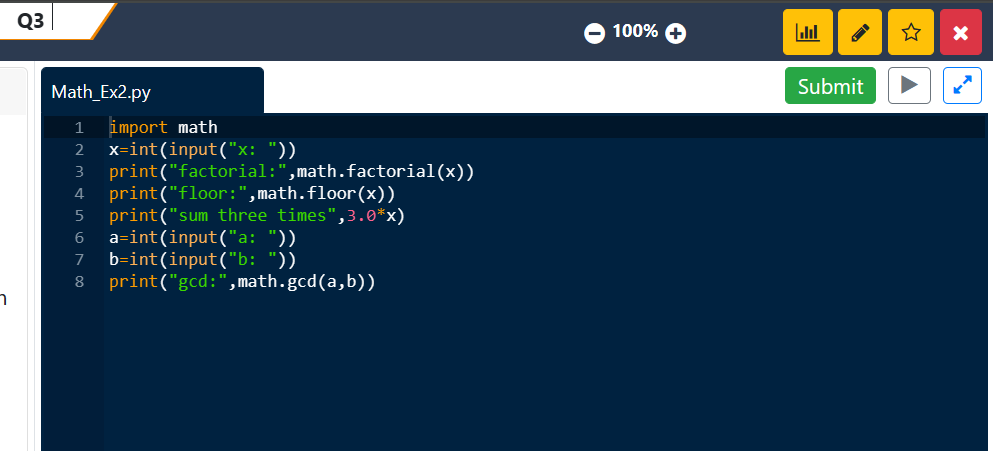 Q3
100%
Submit
Math_Ex2.py
1 import math
2 x=int(input("x: "))
3 print("factorial:",math.factorial(x))
4 print("floor:",math.floor(x))
5 print("sum three times",3.0*x)
6 a=int(input("a: "))
7 b=int(input("b: "))
8 print("gcd:",math.gcd(a,b))